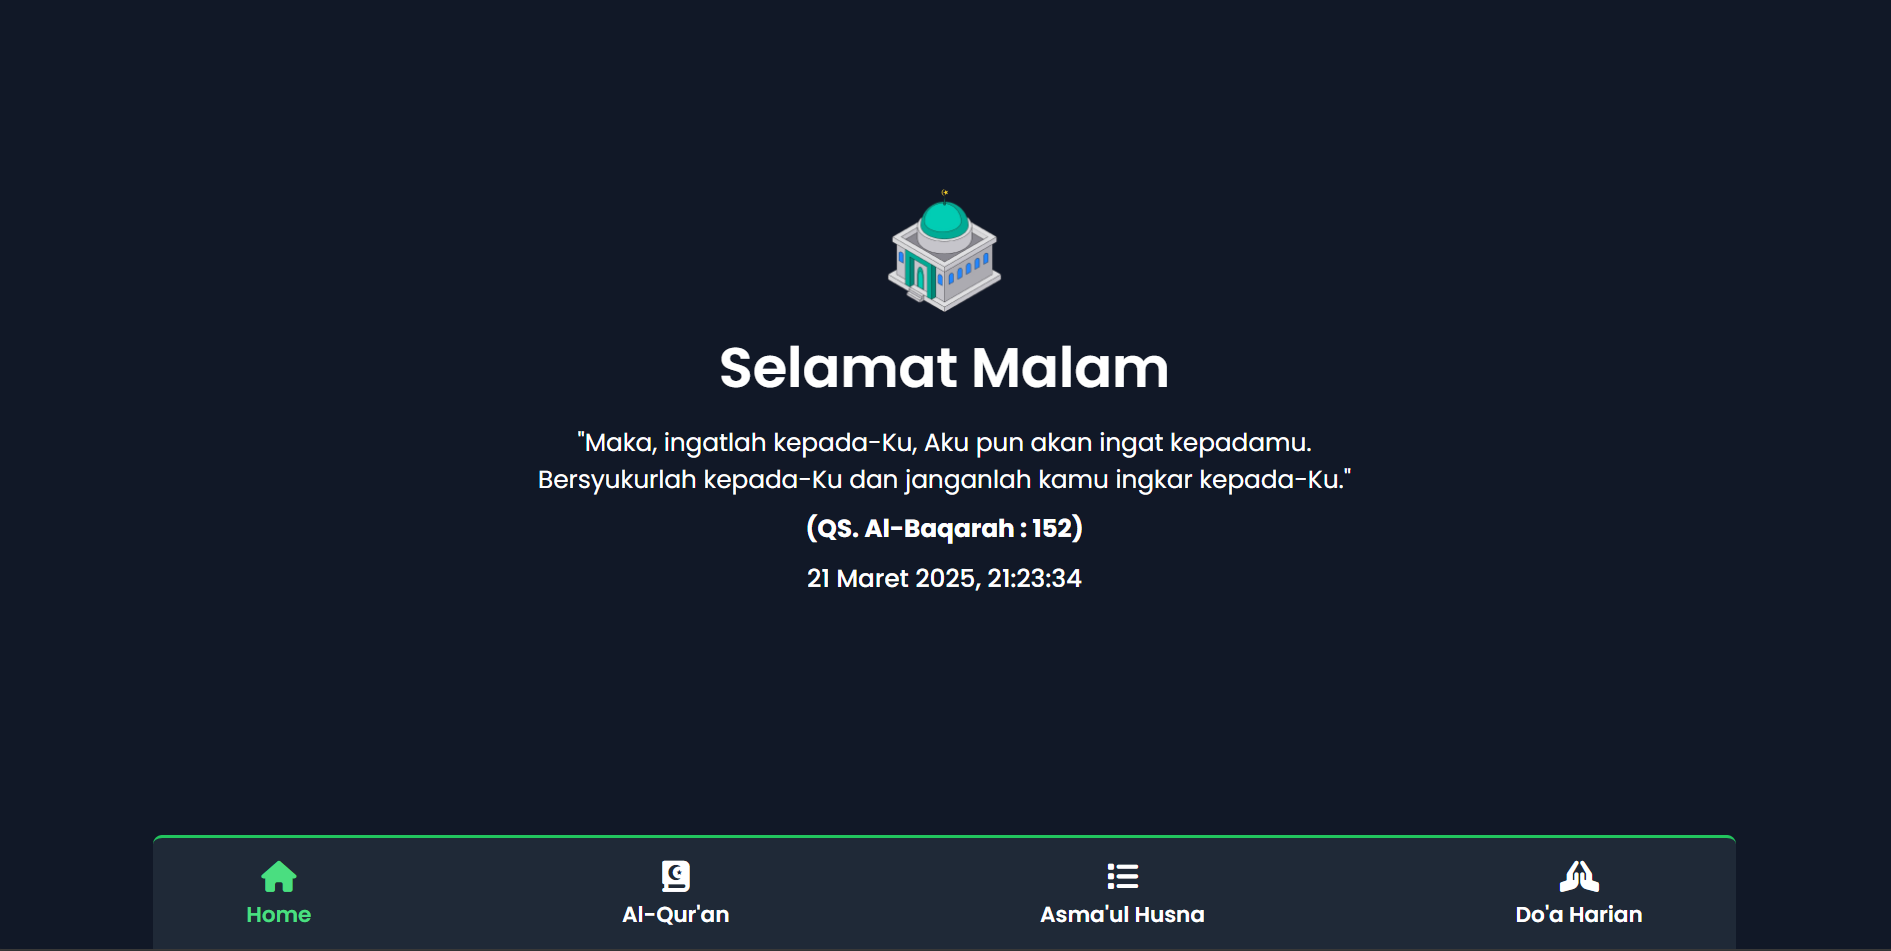 Selamat Malam
"Maka, ingatlah kepada-Ku, Aku pun akan ingat kepadamu.
Bersyukurlah kepada-Ku dan janganlah kamu ingkar kepada-Ku."
(QS. Al-Baqarah : 152)
21 Maret 2025, 21:23:34
Home
Al-Qur'an
Asma'ul Husna
Do'a Harian